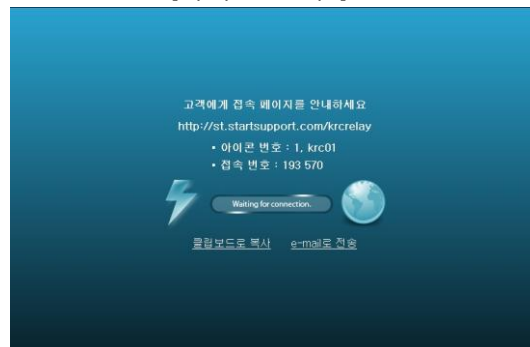 고객에게 접속 페이지를 안내하세요
http://st.startsupport.com/krcrelay
• 아이콘 번호 : 1, krc01
• 접속 번호 : 193 570
Waiting for connection.
클립보드로 복사 e-mail로 전송